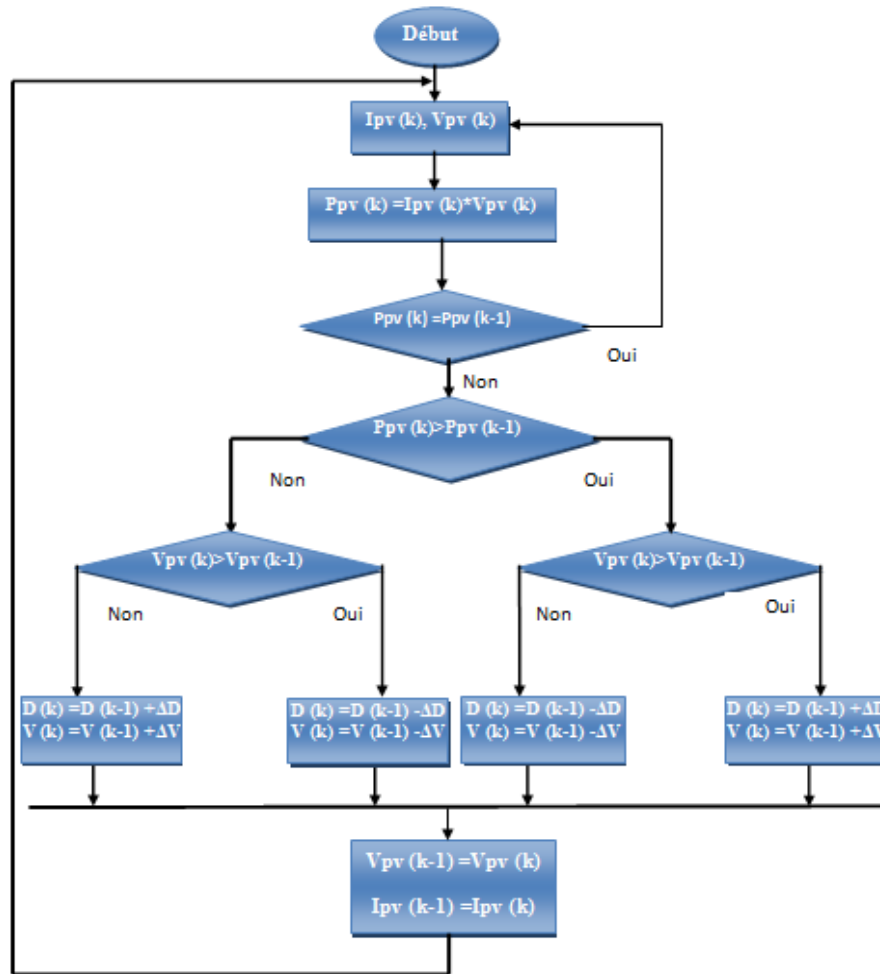 Début
Ipv (k), Vpv (k)
Ppv (k) =Ipv (k)*Vpv (k)
Ppv (k) =Ppv (k-1)
Oui
Non
Ppv (k)>Ppv (k-1)
Non
Oui
Vpv (k)>Vpv (k-1)
Vpv (k)>Vpv (k-1)
Non
Oui
Non
Oui
D (k) =D (k-1) +ΔD
V (k) =V (k-1) +ΔV
D (k) =D (k-1) -ΔD
V (k) =V (k-1) -ΔV
D (k) =D (k-1) -ΔD
V (k) =V (k-1) -ΔV
D (k) =D (k-1) +ΔD
V (k) =V (k-1) +ΔV
Vpv (k-1) =Vpv (k)
Ipv (k-1) =Ipv (k)